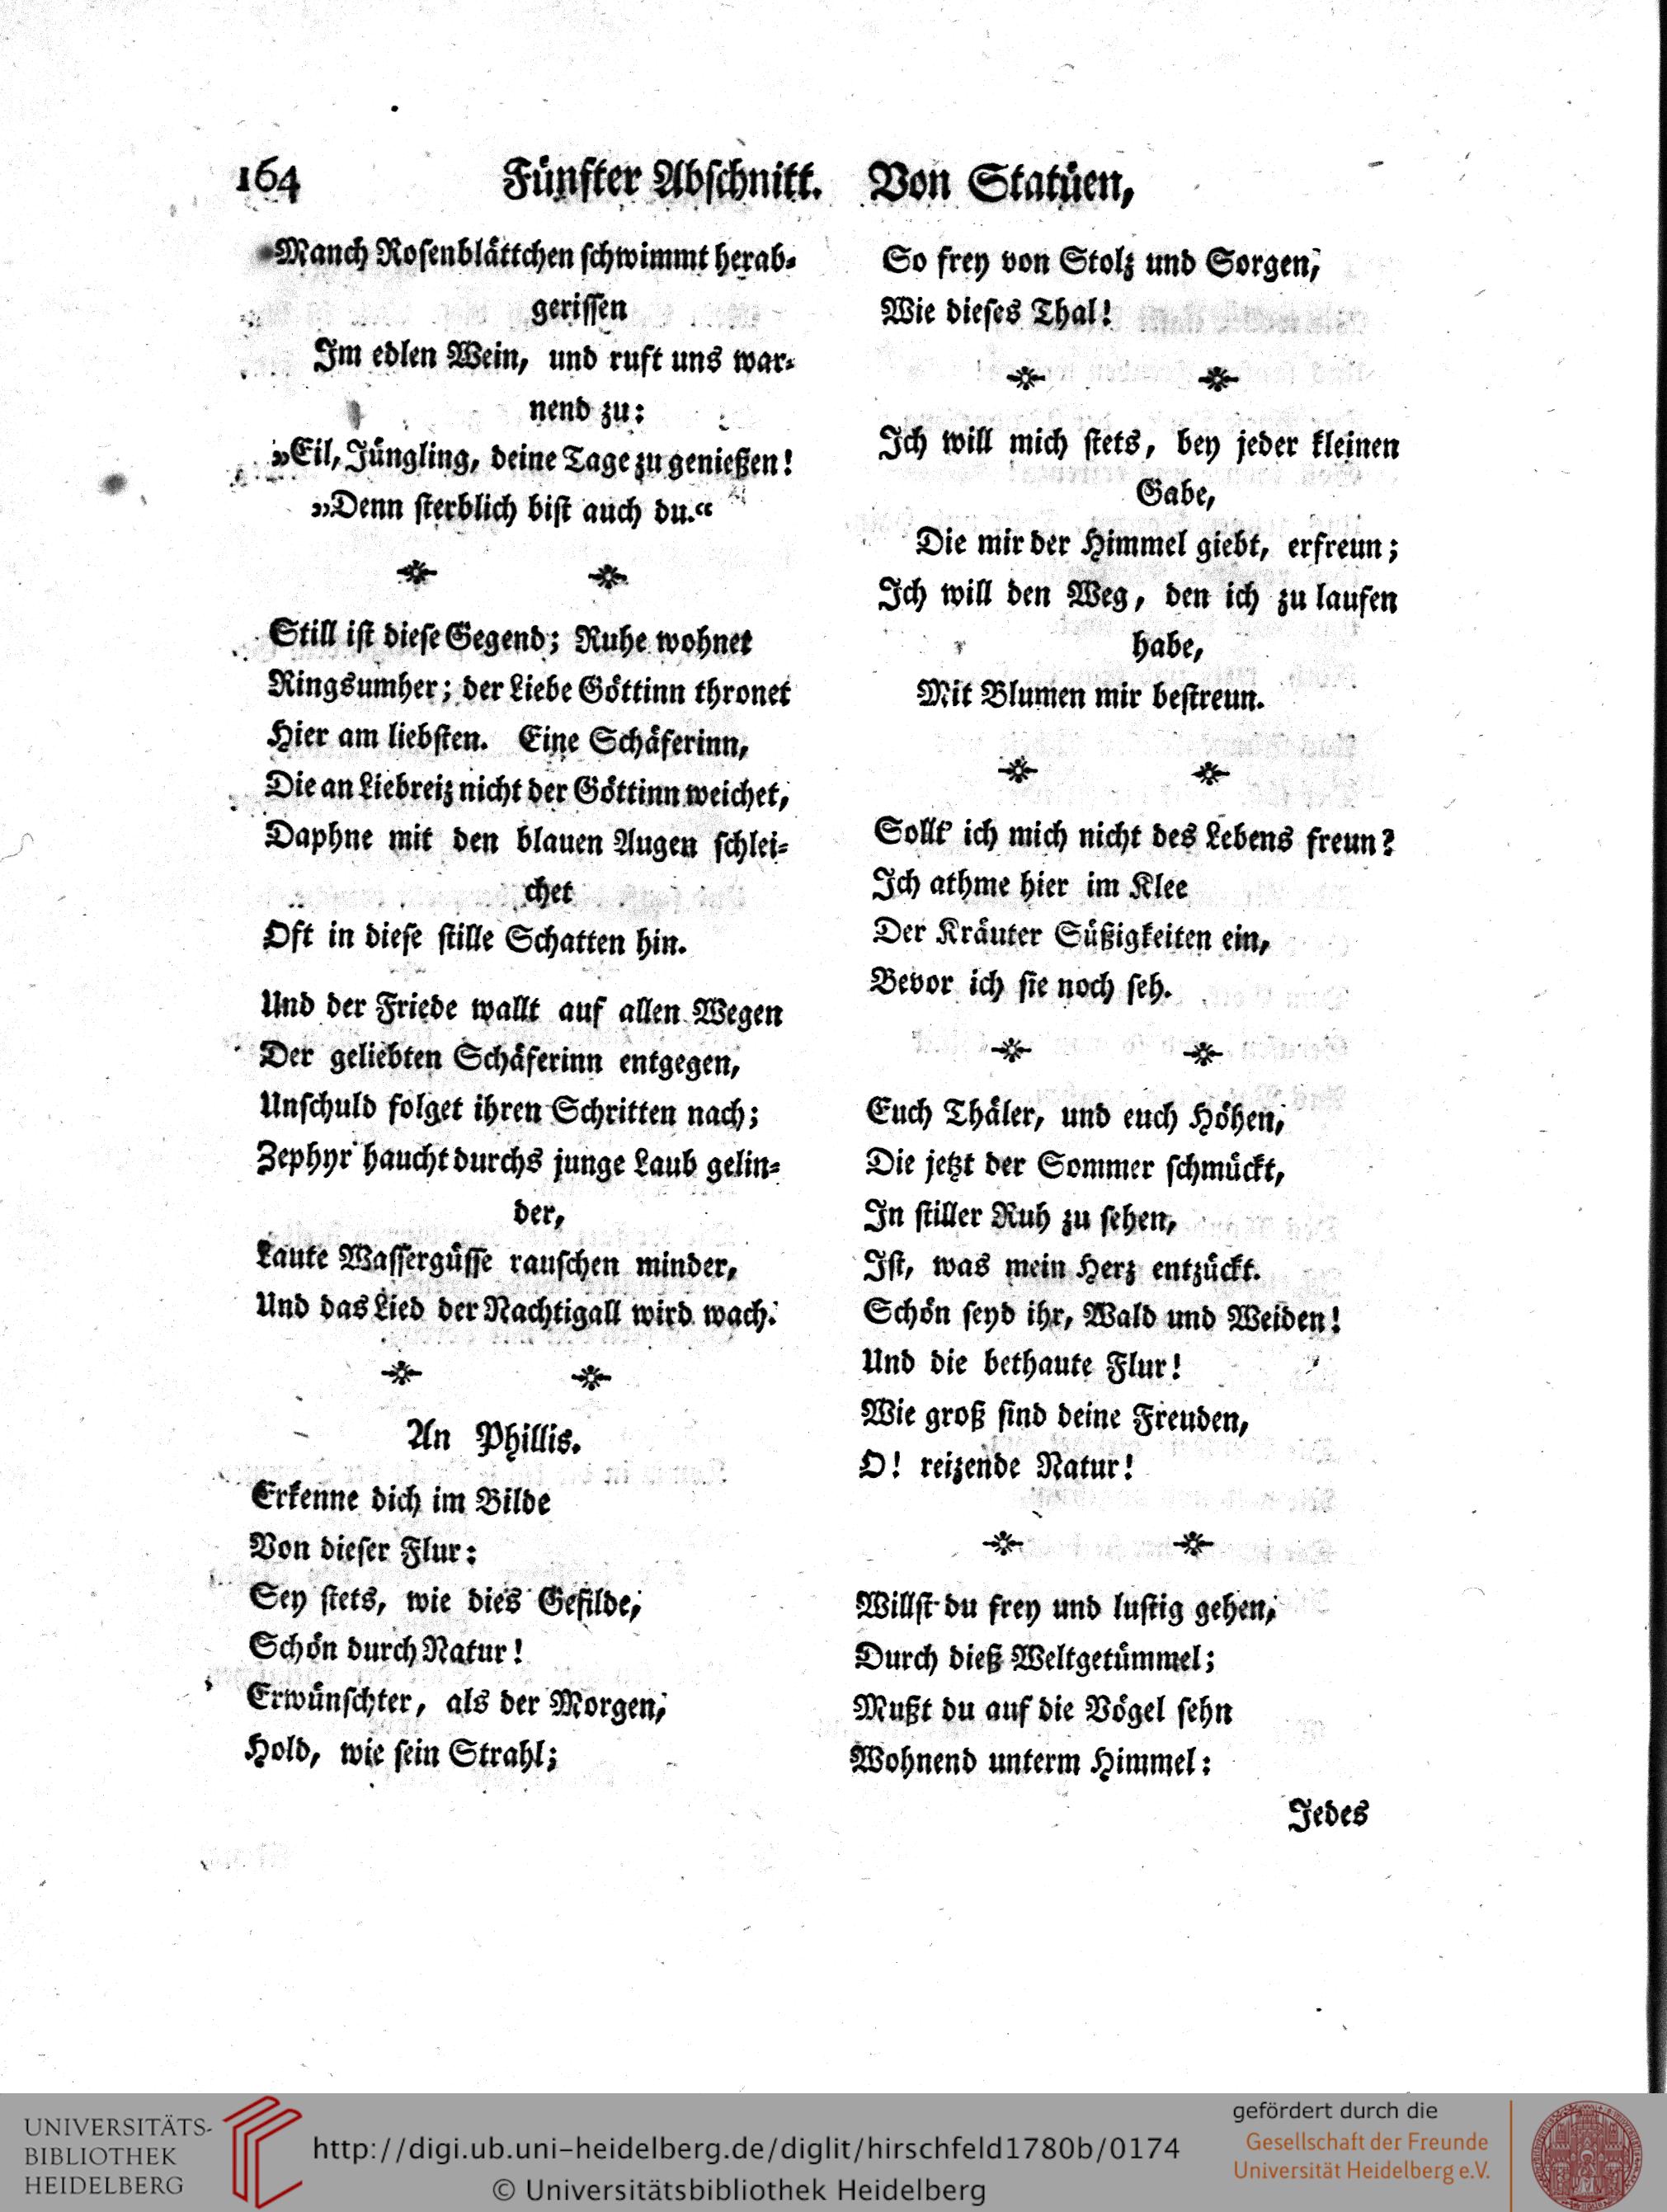 164 Fünfter Abschnitt. Von Statüen,
Manch Rosenblättchen schwimmt herab-
gerissen
Im edlen Wein, und ruft uns war-
nend zu:
„Eil, Jüngling, deine Tage zu genießen!
„Denn sterblich bist auch du.“
Still ist diese Gegend; Ruhe wohnet
Ringsumher; der Liebe Göttinn thronet
Hier am liebsten. Eine Schäferinn,
Die an Liebreiz nicht der Göttinn weichet,
Daphne mit den blauen Augen schlei-
chet
Oft in diese stille Schatten hin.
Und der Friede wallt auf allen Wegen
Der geliebten Schäferinn entgegen,
Unschuld folget ihren Schritten nach;
Zephyr haucht durchs junge Laub gelin-
der,
Laute Wassergüsse rauschen minder,
Und das Lied der Nachtigall wird wach.
An Phillis.
Erkenne dich im Bilde
Von dieser Flur:
Sey stets, wie dies Gefilde,
Schön durch Natur!
Erwünschter, als der Morgen,
Hold, wie sein Strahl;
So frey von Stolz und Sorgen,
Wie dieses Thal!
Ich will mich stets, bey jeder kleinen
Gabe,
Die mir der Himmel giebt, erfreun;
Ich will den Weg, den ich zu laufen
habe,
Mit Blumen mir bestreun.
Sollt’ ich mich nicht des Lebens freun?
Ich athme hier im Klee
Der Kräuter Süßigkeiten ein,
Bevor ich sie noch seh.
Euch Thäler, und euch Höhen,
Die jetzt der Sommer schmückt,
In stiller Ruh zu sehen,
Ist, was mein Herz entzückt.
Schön seyd ihr, Wald und Weiden!
Und die bethaute Flur!
Wie groß sind deine Freuden,
O! reizende Natur!
Willst du frey und lustig gehen,
Durch dieß Weltgetümmel;
Mußt du auf die Vögel sehn
Wohnend unterm Himmel:
Jedes
UNIVERSITÄTS-
BIBLIOTHEK
HEIDELBERG
http://digi.ub.uni-heidelberg.de/diglit/hirschfeld1780b/0174
© Universitätsbibliothek Heidelberg
gefördert durch die
Gesellschaft der Freunde
Universität Heidelberg e.V.